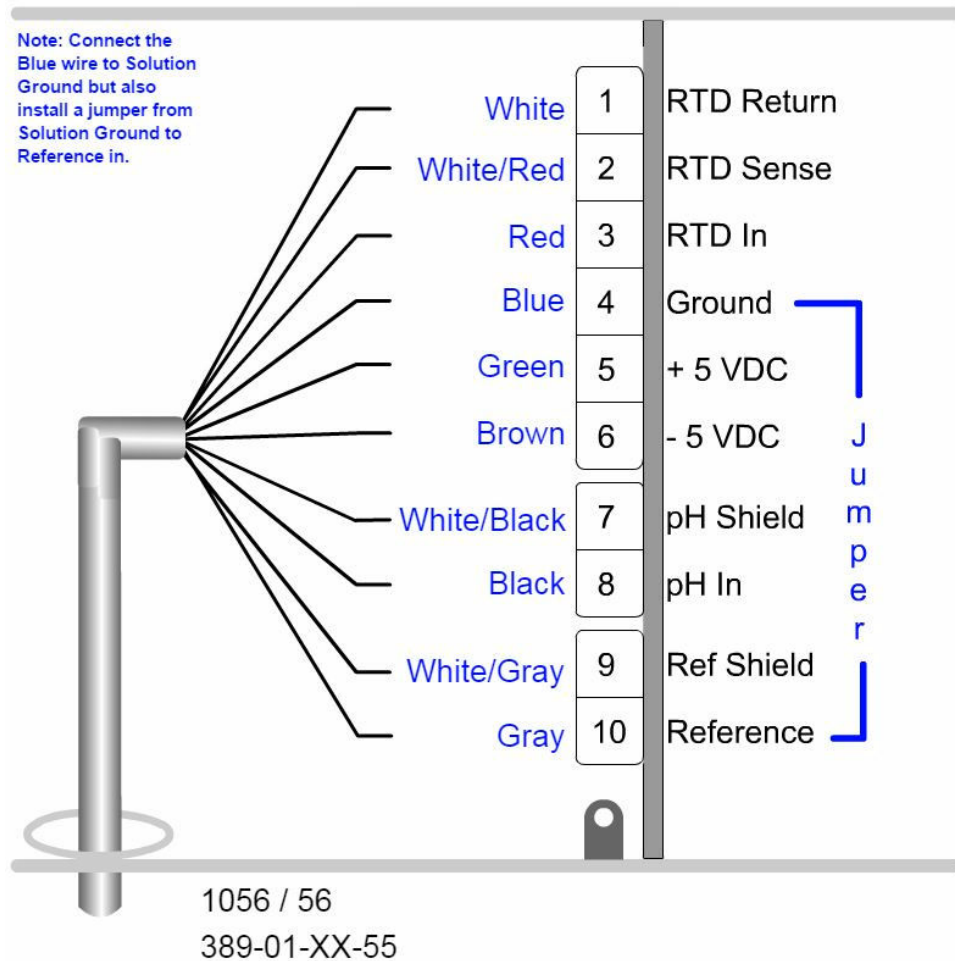 Note: Connect the
Blue wire to Solution
Ground but also
install a jumper from
Solution Ground to
Reference in.
White 1 RTD Return
White/Red 2 RTD Sense
Red 3 RTD In
Blue 4 Ground
Green 5 + 5 VDC
Brown 6 - 5 VDC
White/Black 7 pH Shield
Black 8 pH In
White/Gray 9 Ref Shield
Gray 10 Reference
Jumper
1056 / 56
389-01-XX-55